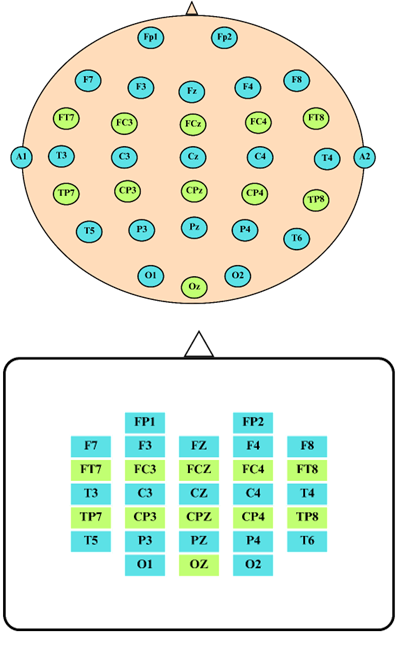 Fp1 Fp2
F7 F3 Fz F4 F8
FT7 FC3 FCz FC4 FT8
A1 T3 C3 Cz C4 T4 A2
TP7 CP3 CPz CP4 TP8
T5 P3 Pz P4 T6
O1 Oz O2
FP1 FP2
F7 F3 FZ F4 F8
FT7 FC3 FCZ FC4 FT8
T3 C3 CZ C4 T4
TP7 CP3 CPZ CP4 TP8
T5 P3 PZ P4 T6
O1 OZ O2